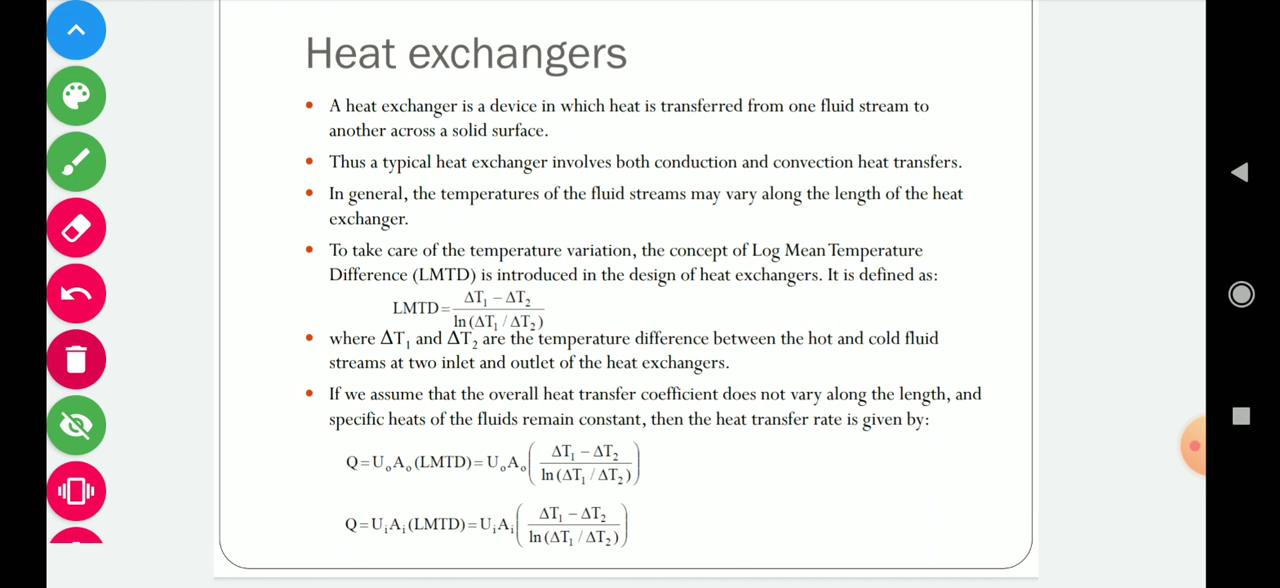 Heat exchangers
• A heat exchanger is a device in which heat is transferred from one fluid stream to
another across a solid surface.
• Thus a typical heat exchanger involves both conduction and convection heat transfers.
• In general, the temperatures of the fluid streams may vary along the length of the heat
exchanger.
• To take care of the temperature variation, the concept of Log Mean Temperature
Difference (LMTD) is introduced in the design of heat exchangers. It is defined as:
LMTD = (ΔT₁ − ΔT₂) / (ln (ΔT₁ / ΔT₂))
• where ΔT₁ and ΔT₂ are the temperature difference between the hot and cold fluid
streams at two inlet and outlet of the heat exchangers.
• If we assume that the overall heat transfer coefficient does not vary along the length, and
specific heats of the fluids remain constant, then the heat transfer rate is given by:
Q = UₒAₒ (LMTD) = UₒAₒ ((ΔT₁ − ΔT₂) / (ln (ΔT₁ / ΔT₂)))
Q = UᵢAᵢ (LMTD) = UᵢAᵢ ((ΔT₁ − ΔT₂) / (ln (ΔT₁ / ΔT₂)))